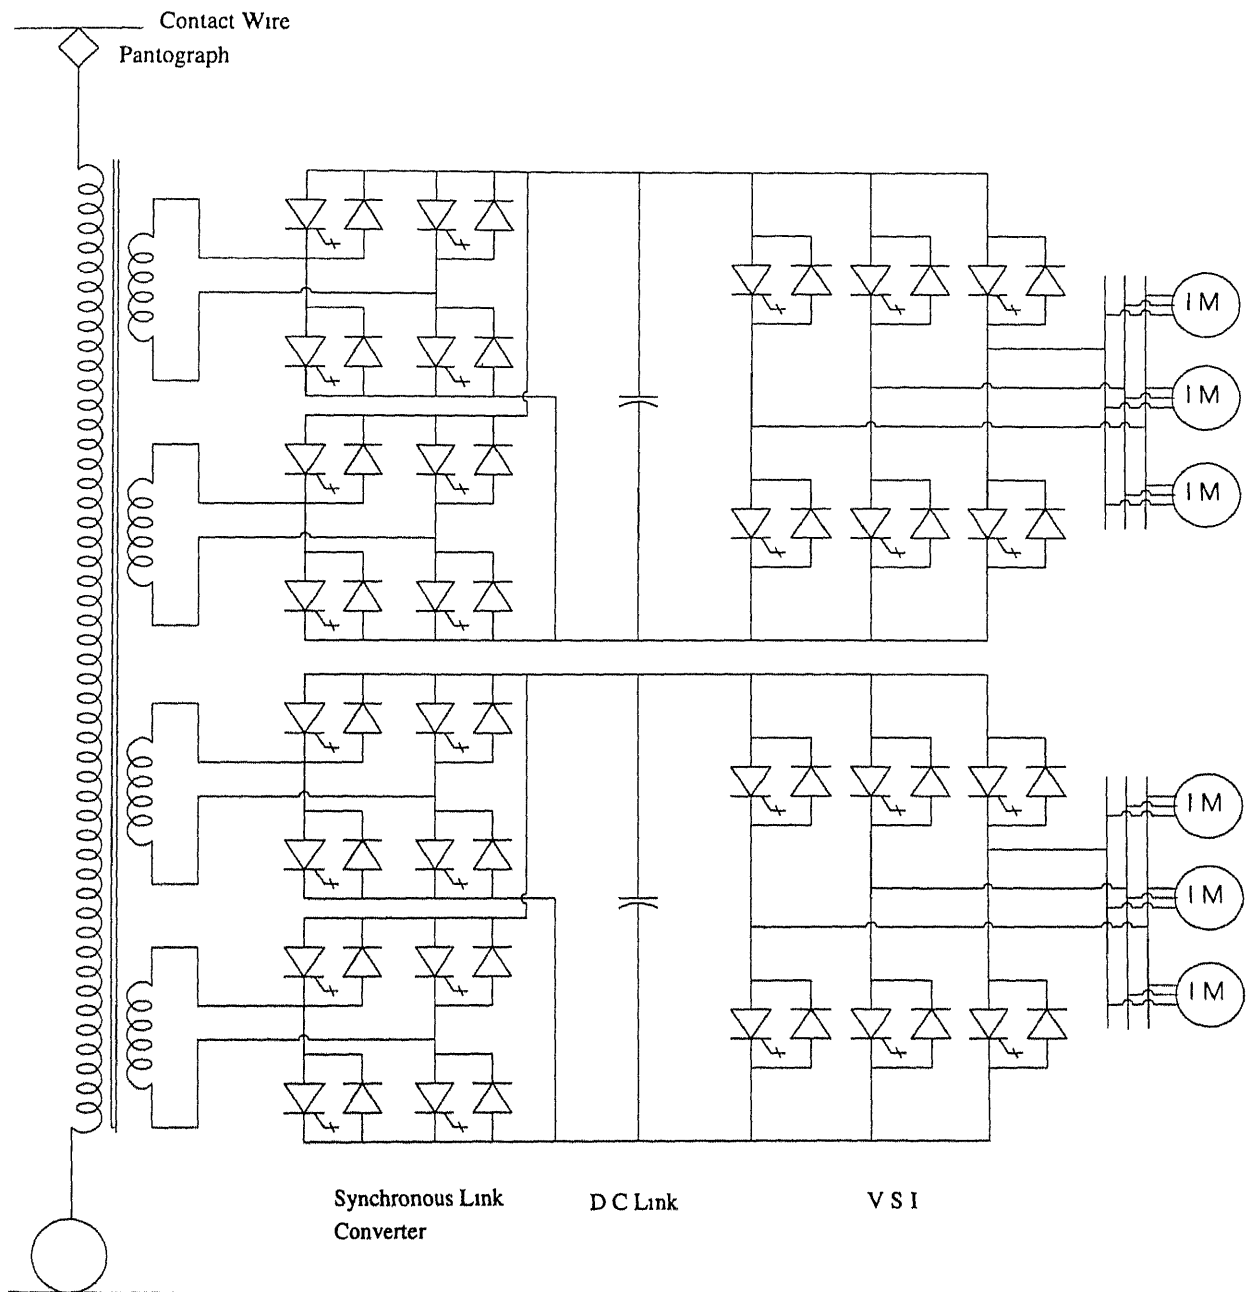 Contact Wire
Pantograph
IM
IM
IM
IM
IM
IM
Synchronous Link
Converter
D C Link
V S I